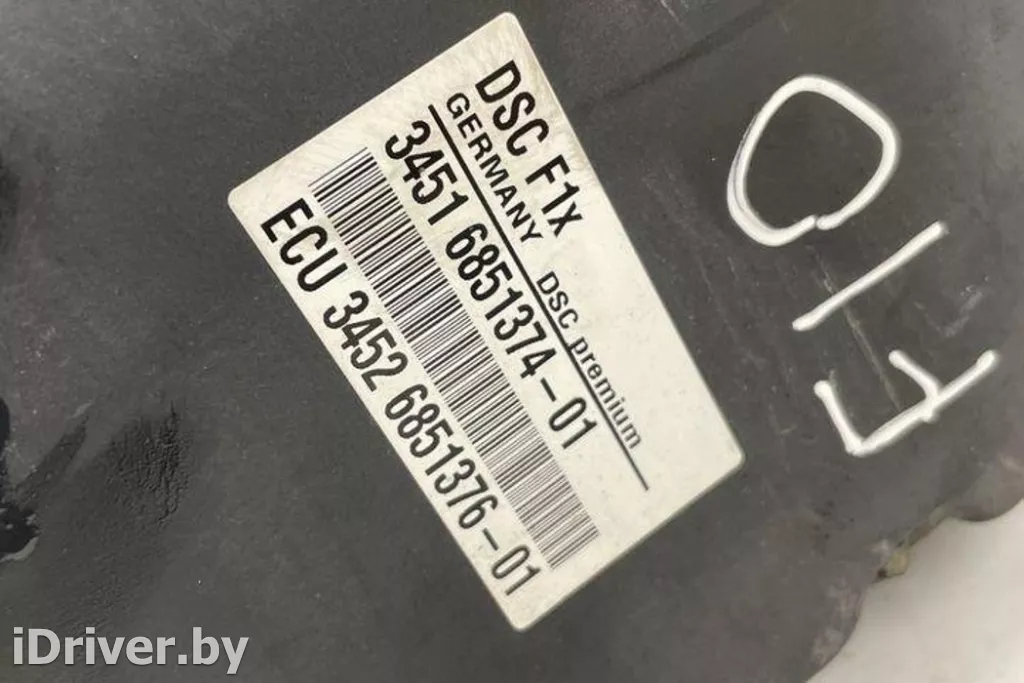 DSC F1x
GERMANY DSC premium
3451 6851374-01
ECU 3452 6851376-01
F10
iDriver.by